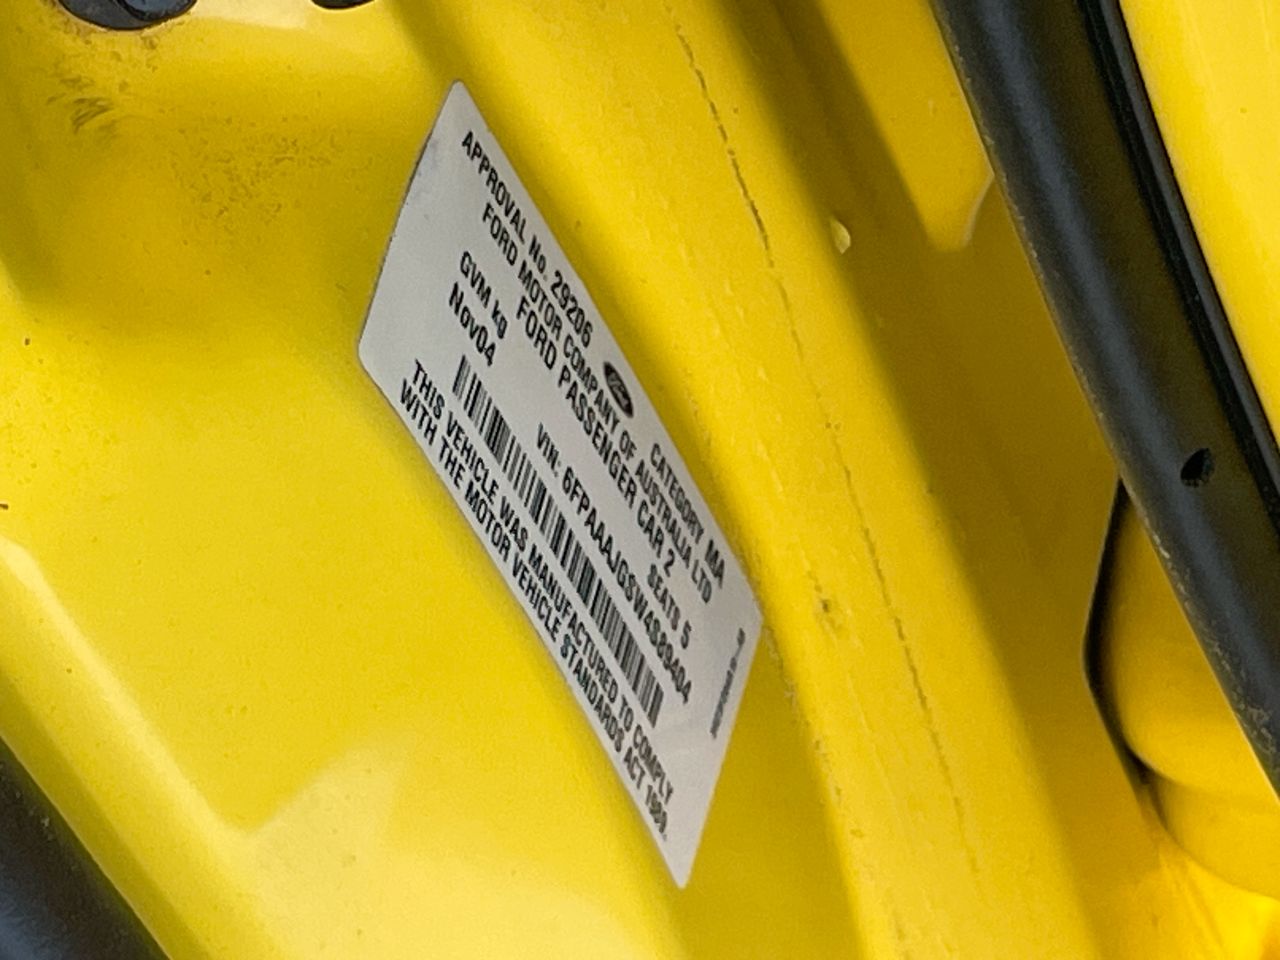 APPROVAL No. 29206 CATEGORY MA
FORD MOTOR COMPANY OF AUSTRALIA LTD
FORD PASSENGER CAR 2
GVM kg SEATS 5
Nov04 VIN: 6FPAAAJGSW4S89404
THIS VEHICLE WAS MANUFACTURED TO COMPLY
WITH THE MOTOR VEHICLE STANDARDS ACT 1989.